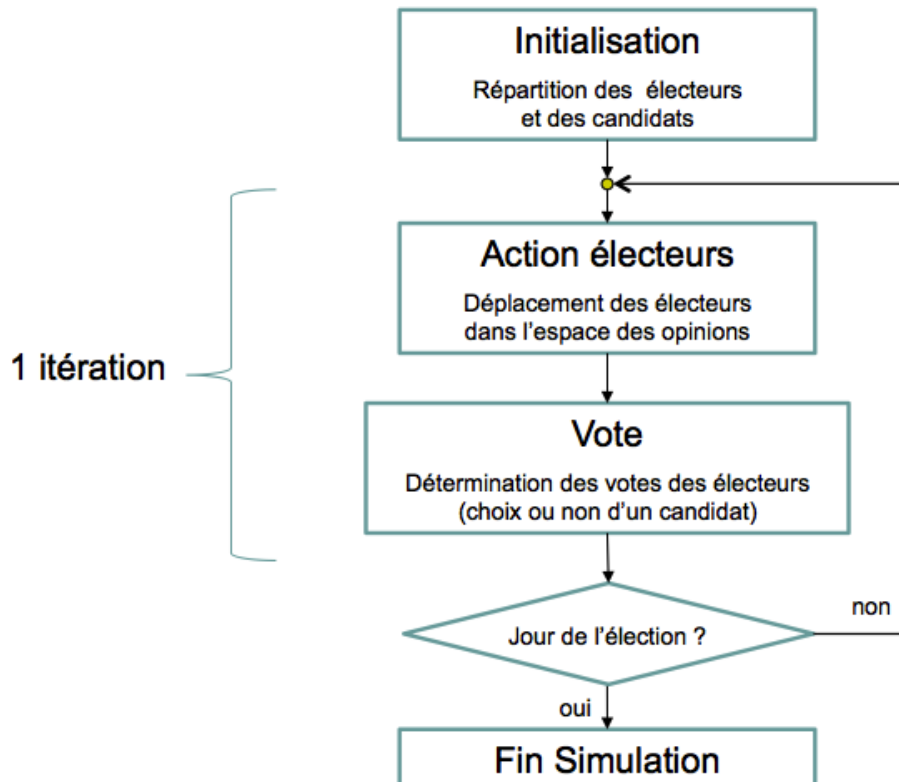 Initialisation
Répartition des électeurs
et des candidats
Action électeurs
Déplacement des électeurs
dans l'espace des opinions
1 itération
Vote
Détermination des votes des électeurs
(choix ou non d'un candidat)
non
Jour de l'élection ?
oui
Fin Simulation